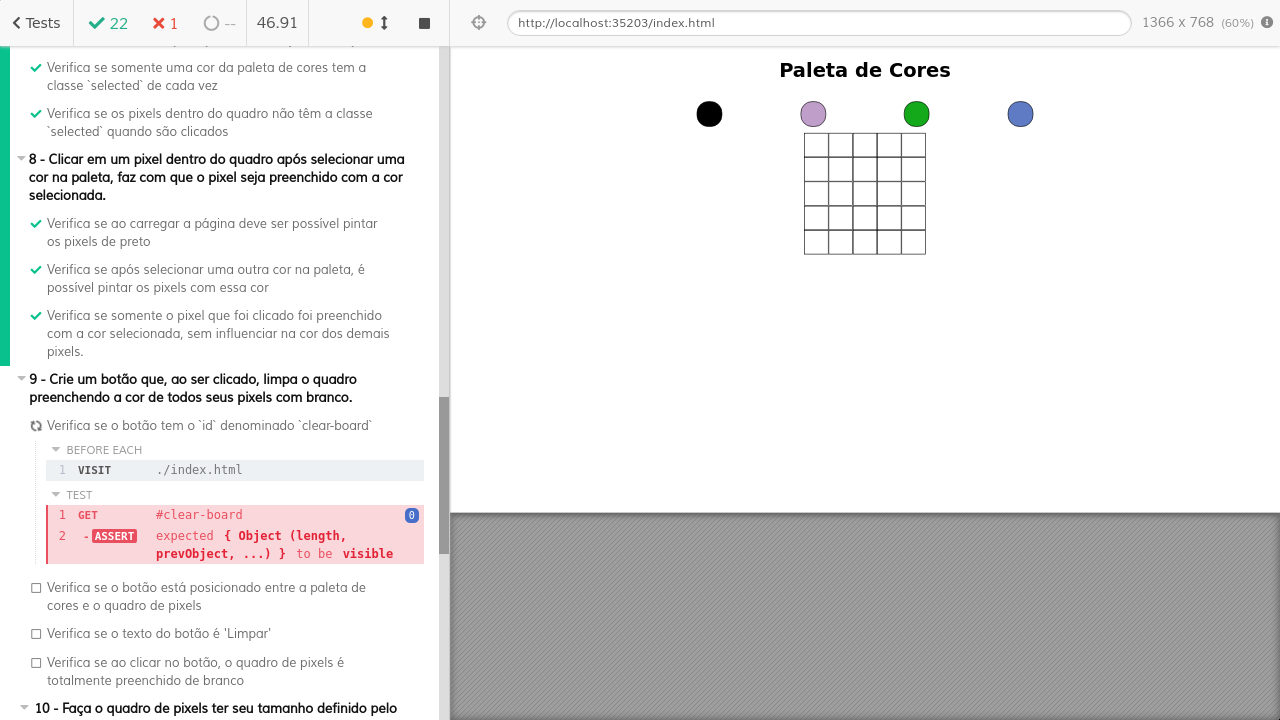 Tests
22
1
--
46.91
http://localhost:35203/index.html
1366 x 768 (60%)
Verifica se somente uma cor da paleta de cores tem a
classe `selected` de cada vez
Verifica se os pixels dentro do quadro não têm a classe
`selected` quando são clicados
8 - Clicar em um pixel dentro do quadro após selecionar uma
cor na paleta, faz com que o pixel seja preenchido com a cor
selecionada.
Verifica se ao carregar a página deve ser possível pintar
os pixels de preto
Verifica se após selecionar uma outra cor na paleta, é
possível pintar os pixels com essa cor
Verifica se somente o pixel que foi clicado foi preenchido
com a cor selecionada, sem influenciar na cor dos demais
pixels.
9 - Crie um botão que, ao ser clicado, limpa o quadro
preenchendo a cor de todos seus pixels com branco.
Verifica se o botão tem o `id` denominado `clear-board`
BEFORE EACH
1 VISIT ./index.html
TEST
1 GET #clear-board 0
2 -ASSERT expected { Object (length,
prevObject, ...) } to be visible
Verifica se o botão está posicionado entre a paleta de
cores e o quadro de pixels
Verifica se o texto do botão é 'Limpar'
Verifica se ao clicar no botão, o quadro de pixels é
totalmente preenchido de branco
10 - Faça o quadro de pixels ter seu tamanho definido pelo
Paleta de Cores